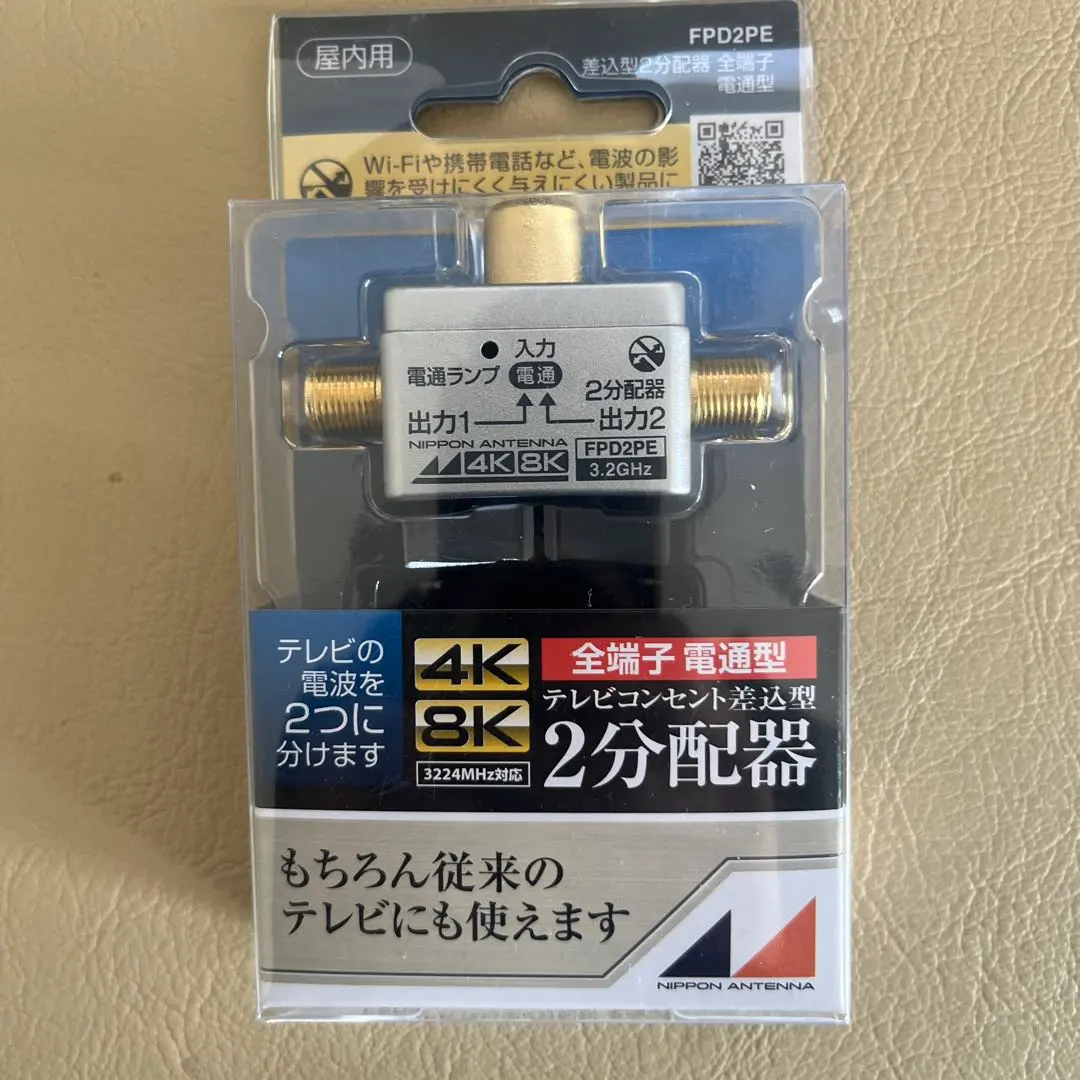 屋内用
FPD2PE
差込型2分配器 全端子
電通型
Wi-Fiや携帯電話など、電波の影
響を受けにくく与えにくい製品に
入力
電通ランプ 電通
2分配器
出力1 出力2
NIPPON ANTENNA
4K 8K
FPD2PE
3.2GHz
テレビの
電波を
2つに
分けます
4K
8K
3224MHz対応
全端子 電通型
テレビコンセント差込型
2分配器
もちろん従来の
テレビにも使えます
NIPPON ANTENNA